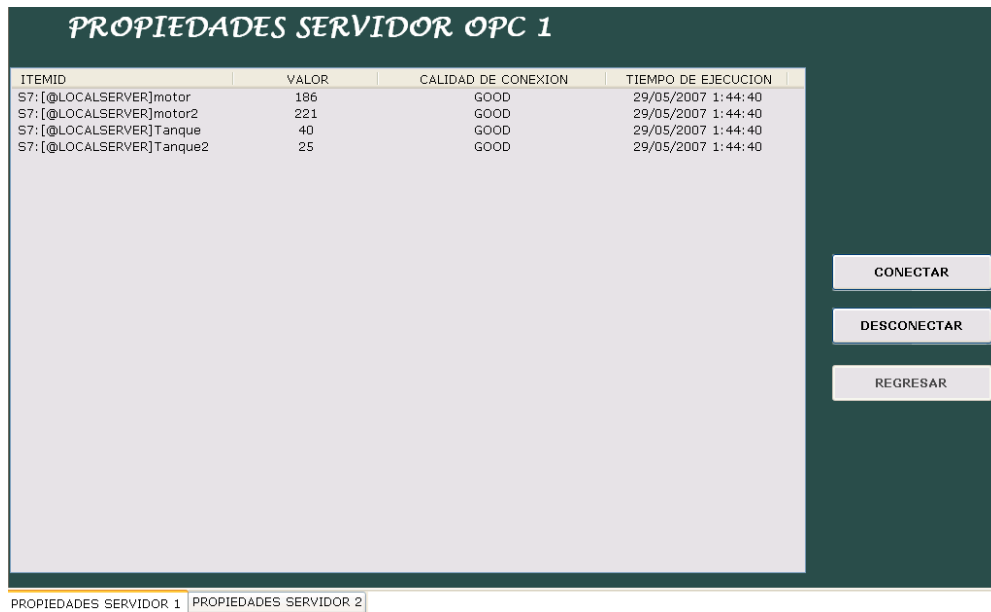 PROPIEDADES SERVIDOR OPC 1
ITEMID VALOR CALIDAD DE CONEXION TIEMPO DE EJECUCION
S7:[@LOCALSERVER]motor 186 GOOD 29/05/2007 1:44:40
S7:[@LOCALSERVER]motor2 221 GOOD 29/05/2007 1:44:40
S7:[@LOCALSERVER]Tanque 40 GOOD 29/05/2007 1:44:40
S7:[@LOCALSERVER]Tanque2 25 GOOD 29/05/2007 1:44:40
CONECTAR
DESCONECTAR
REGRESAR
PROPIEDADES SERVIDOR 1 PROPIEDADES SERVIDOR 2